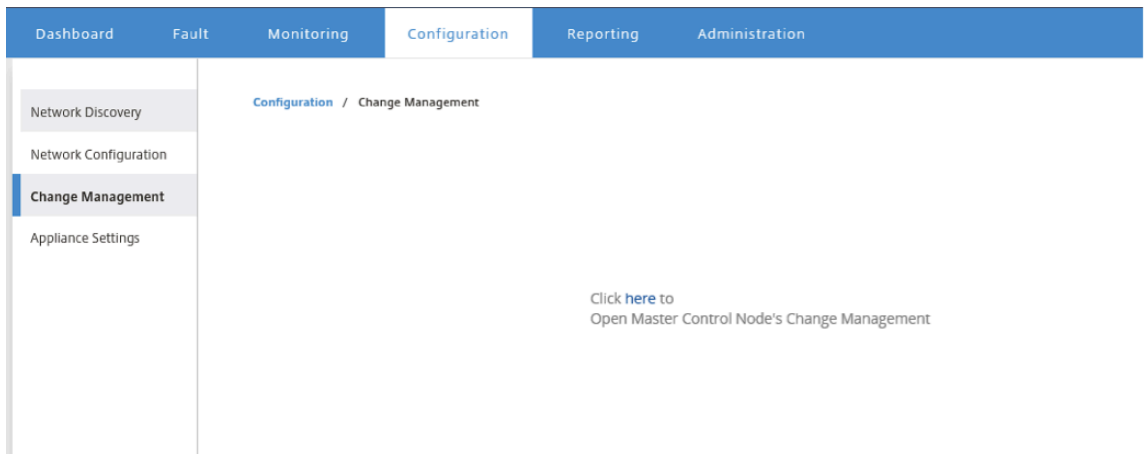 Dashboard Fault Monitoring Configuration Reporting Administration
Network Discovery
Network Configuration
Change Management
Appliance Settings
Configuration / Change Management
Click here to
Open Master Control Node's Change Management